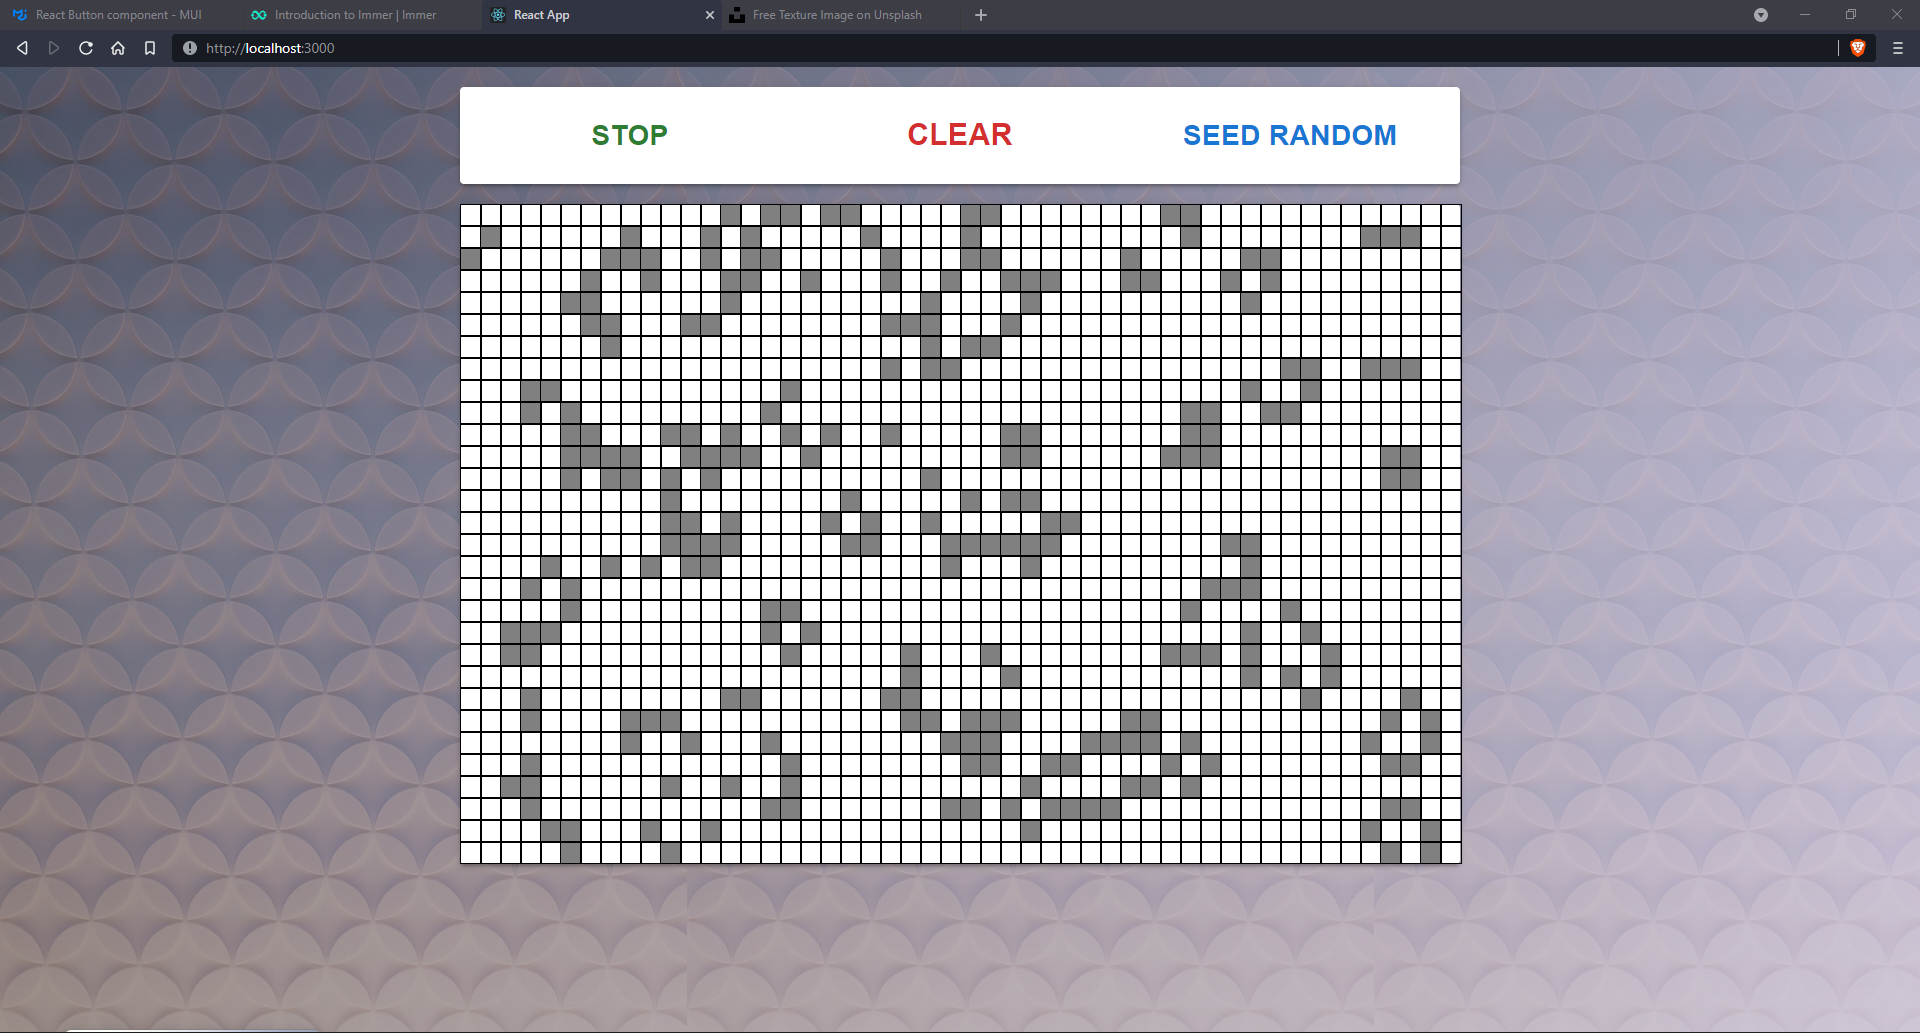 React Button component - MUI
Introduction to Immer | Immer
React App
Free Texture Image on Unsplash
http://localhost:3000
STOP
CLEAR
SEED RANDOM